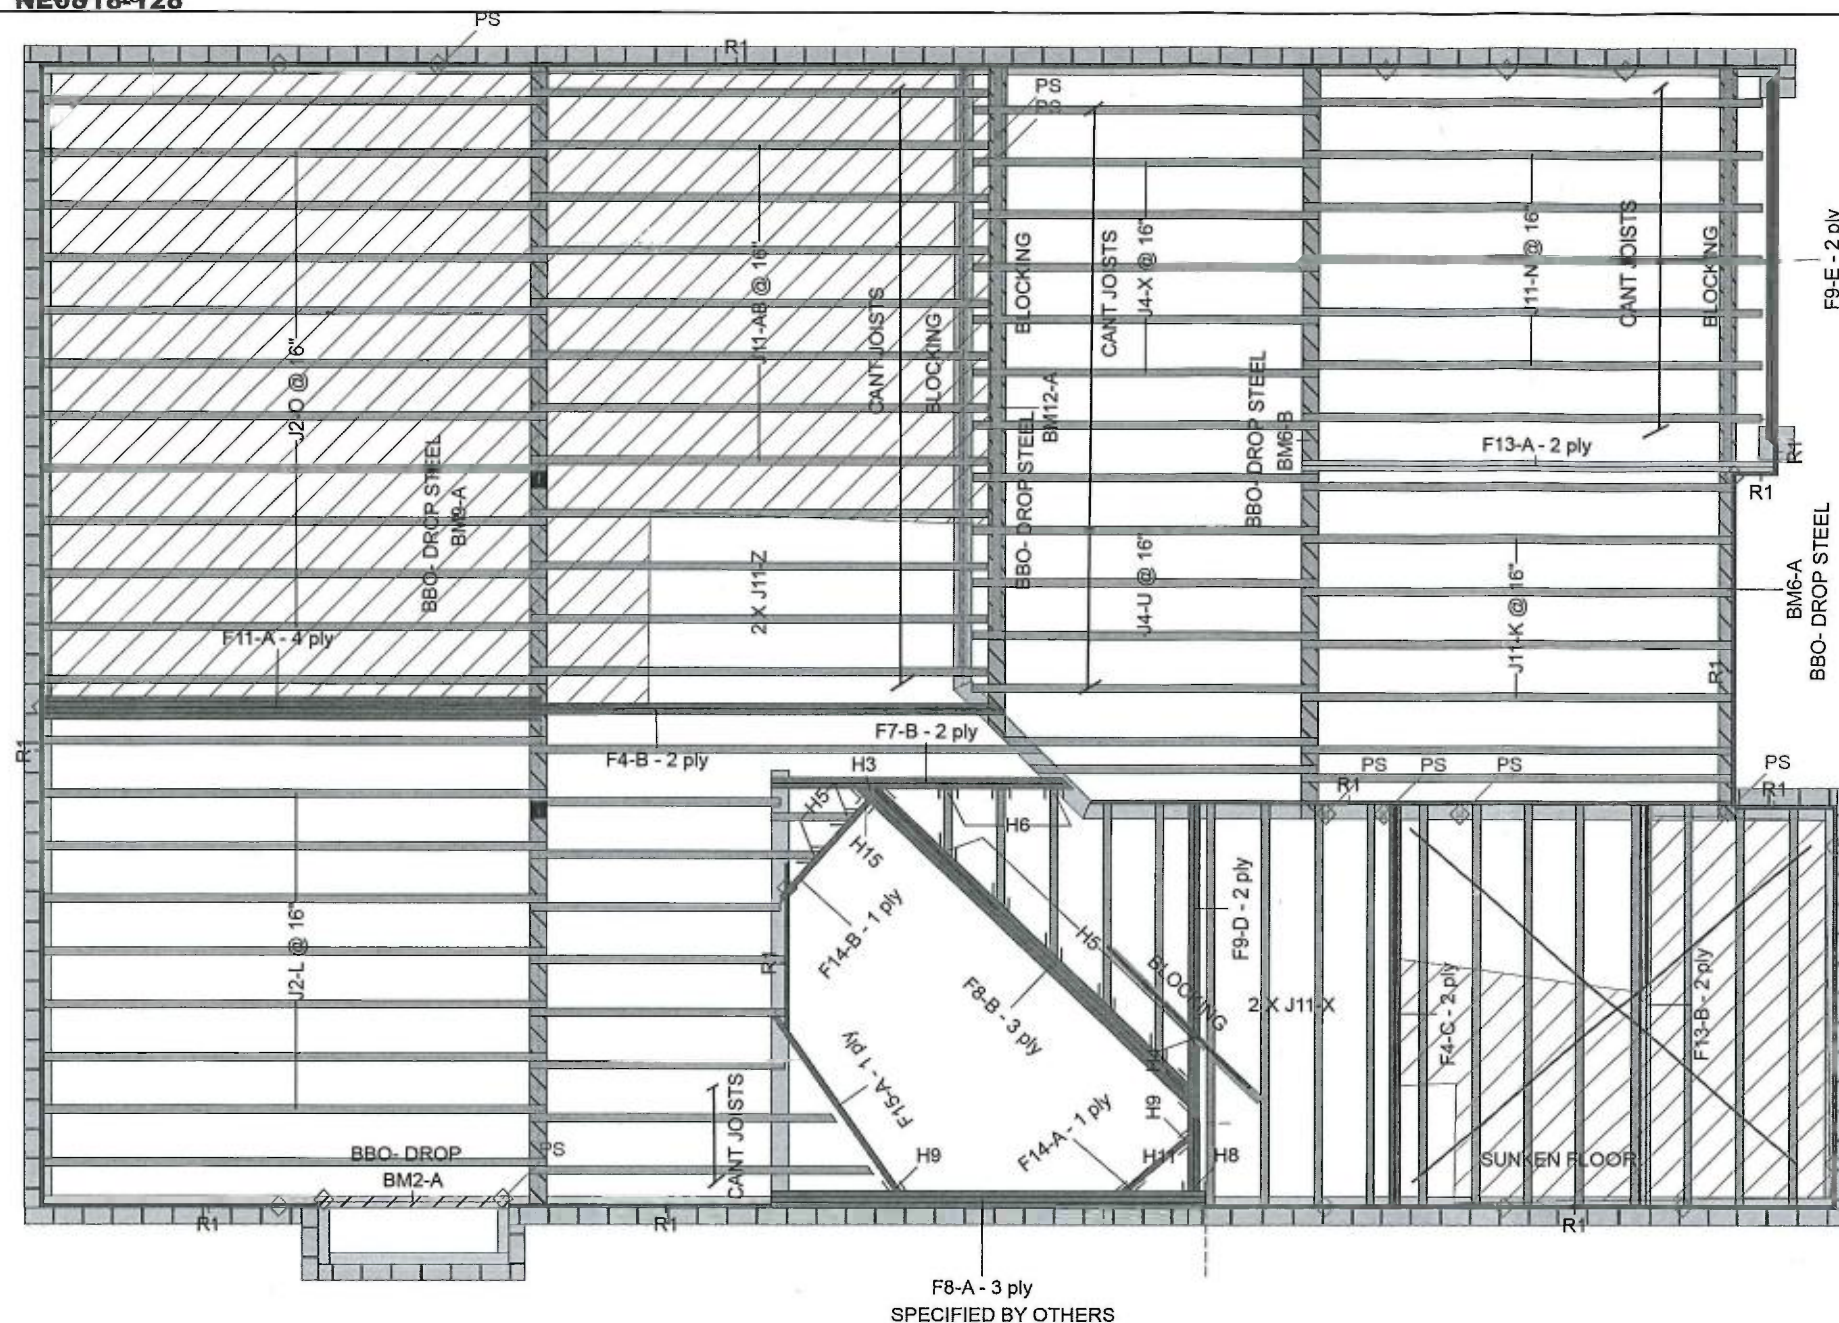 PS
R1
PS
PS
J2-O @ 16"
J11-AB @ 16"
CANT JOISTS
BLOCKING
BLOCKING
CANT JOISTS
J4-X @ 16"
J11-N @ 16"
CANT JOISTS
BLOCKING
F9-E - 2 ply
BBO- DROP STEEL
BM9-A
BBO- DROP STEEL
BM12-A
BBO- DROP STEEL
BM6-B
F13-A - 2 ply
R1
R1
2 X J11-Z
J4-U @ 16"
J11-K @ 16"
BM6-A
BBO- DROP STEEL
F11-A - 4 ply
R1
R1
F4-B - 2 ply
F7-B - 2 ply
H3
PS
PS
PS
R1
PS
R1
H5
H6
H15
F14-B - 1 ply
F9-D - 2 ply
J2-L @ 16"
R1
H5
BLOCKING
F8-B - 3 ply
2 X J11-X
F4-C - 2 ply
F13-B - 2 ply
F15-A - 1 ply
CANT JOISTS
H9
F14-A - 1 ply
H9
H11
H8
SUNKEN FLOOR
BBO- DROP
BM2-A
PS
R1
R1
R1
F8-A - 3 ply
SPECIFIED BY OTHERS